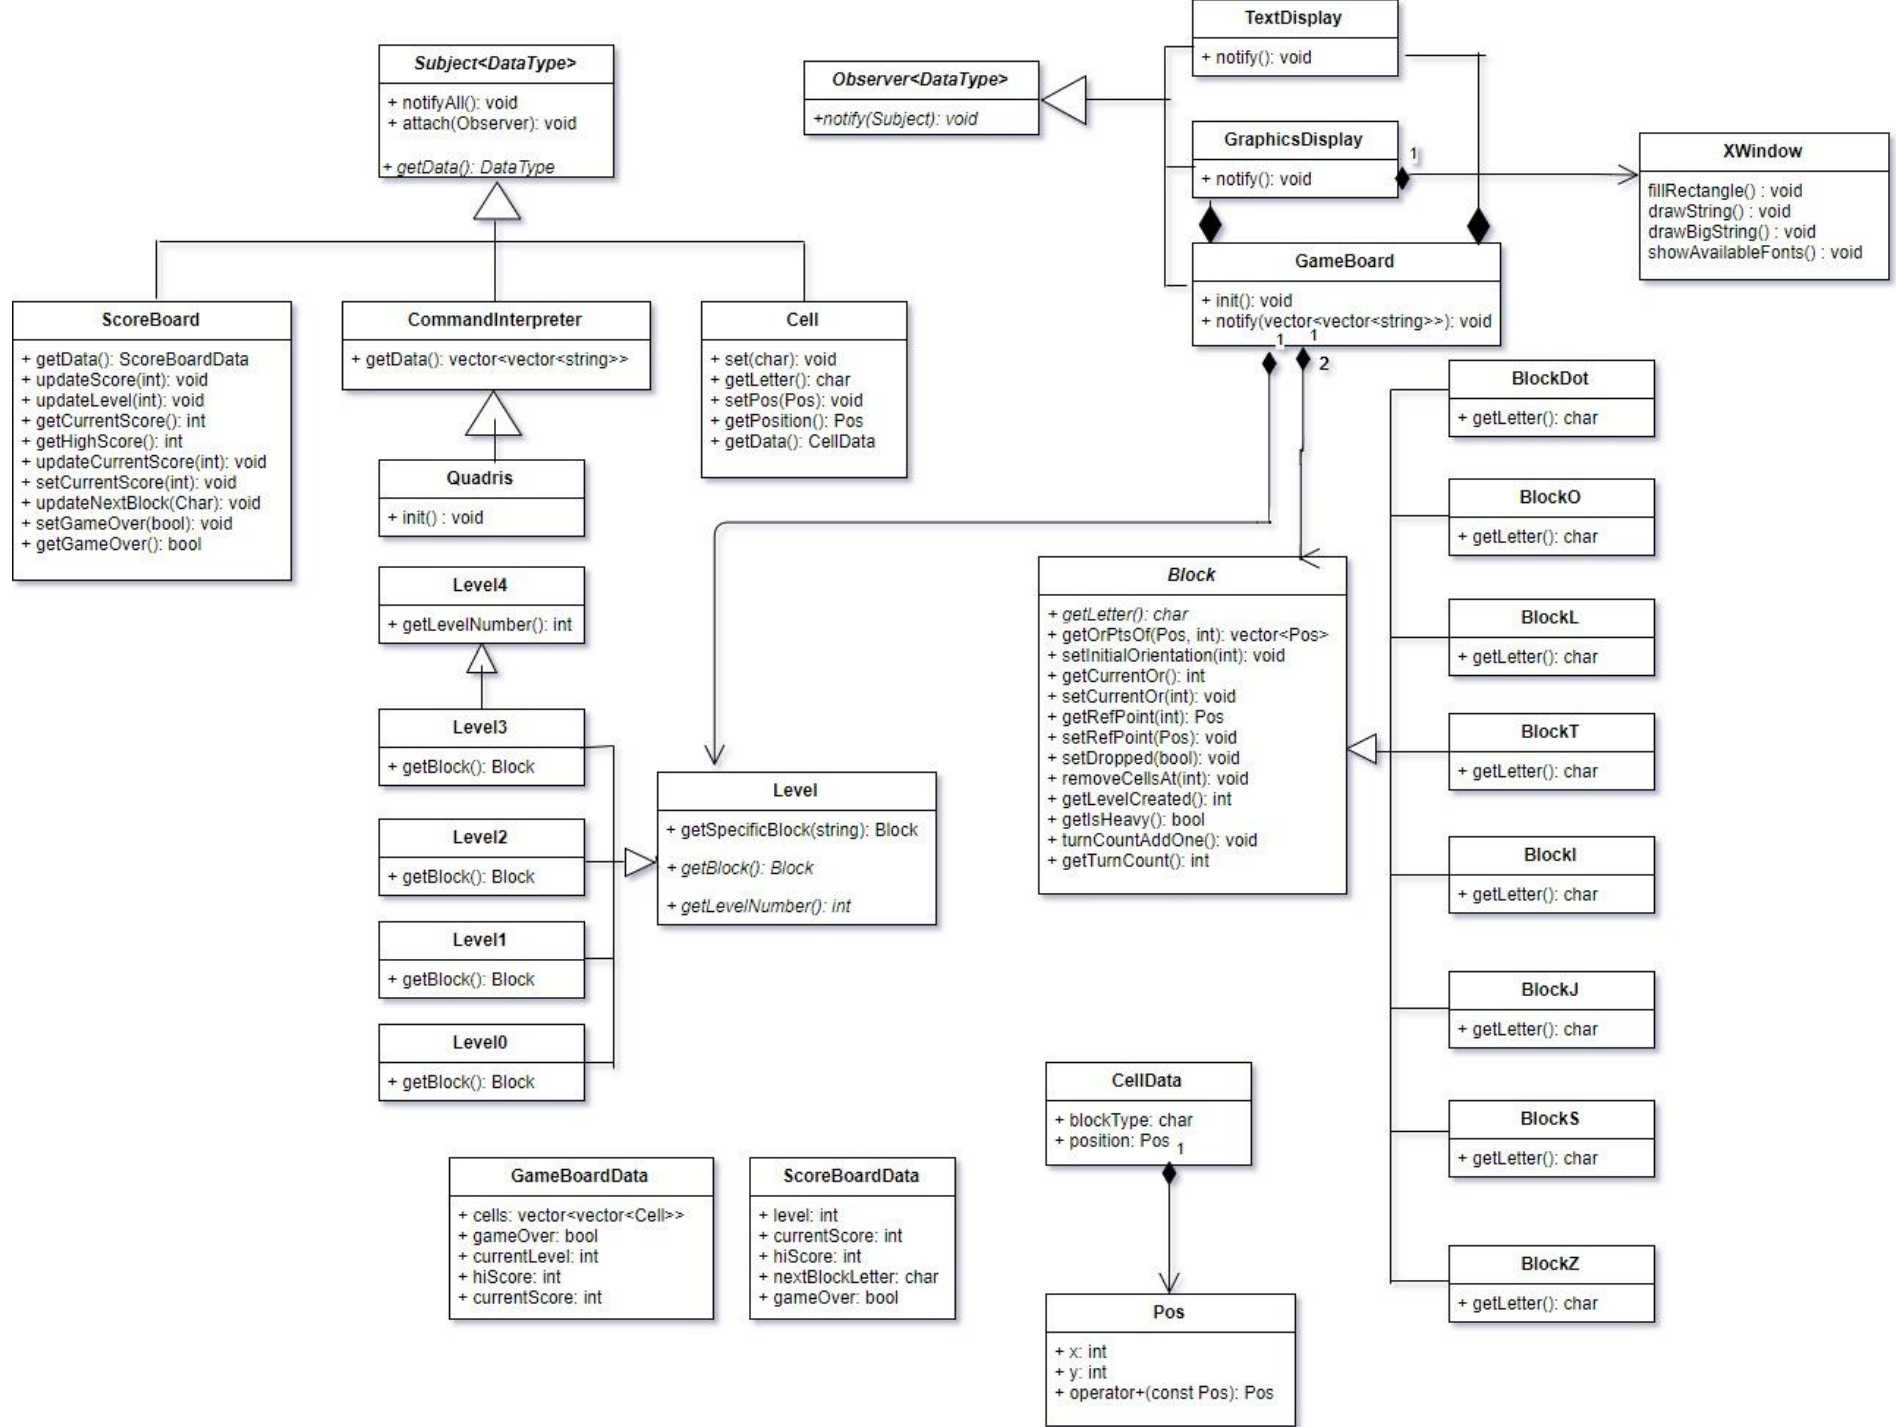 TextDisplay
+ notify(): void
Subject<DataType>
+ notifyAll(): void
+ attach(Observer): void
+ getData(): DataType
Observer<DataType>
+notify(Subject): void
GraphicsDisplay
+ notify(): void
1
XWindow
fillRectangle() : void
drawString() : void
drawBigString() : void
showAvailableFonts() : void
GameBoard
+ init(): void
+ notify(vector<vector<string>>): void
1
1
2
ScoreBoard
+ getData(): ScoreBoardData
+ updateScore(int): void
+ updateLevel(int): void
+ getCurrentScore(): int
+ getHighScore(): int
+ updateCurrentScore(int): void
+ setCurrentScore(int): void
+ updateNextBlock(Char): void
+ setGameOver(bool): void
+ getGameOver(): bool
CommandInterpreter
+ getData(): vector<vector<string>>
Cell
+ set(char): void
+ getLetter(): char
+ setPos(Pos): void
+ getPosition(): Pos
+ getData(): CellData
Quadris
+ init() : void
Level4
+ getLevelNumber(): int
Level3
+ getBlock(): Block
Level2
+ getBlock(): Block
Level1
+ getBlock(): Block
Level0
+ getBlock(): Block
Level
+ getSpecificBlock(string): Block
+ getBlock(): Block
+ getLevelNumber(): int
Block
+ getLetter(): char
+ getOrPtsOf(Pos, int): vector<Pos>
+ setInitialOrientation(int): void
+ getCurrentOr(): int
+ setCurrentOr(int): void
+ getRefPoint(int): Pos
+ setRefPoint(Pos): void
+ setDropped(bool): void
+ removeCellsAt(int): void
+ getLevelCreated(): int
+ getIsHeavy(): bool
+ turnCountAddOne(): void
+ getTurnCount(): int
BlockDot
+ getLetter(): char
BlockO
+ getLetter(): char
BlockL
+ getLetter(): char
BlockT
+ getLetter(): char
BlockI
+ getLetter(): char
BlockJ
+ getLetter(): char
BlockS
+ getLetter(): char
BlockZ
+ getLetter(): char
CellData
+ blockType: char
+ position: Pos
1
GameBoardData
+ cells: vector<vector<Cell>>
+ gameOver: bool
+ currentLevel: int
+ hiScore: int
+ currentScore: int
ScoreBoardData
+ level: int
+ currentScore: int
+ hiScore: int
+ nextBlockLetter: char
+ gameOver: bool
Pos
+ x: int
+ y: int
+ operator+(const Pos): Pos